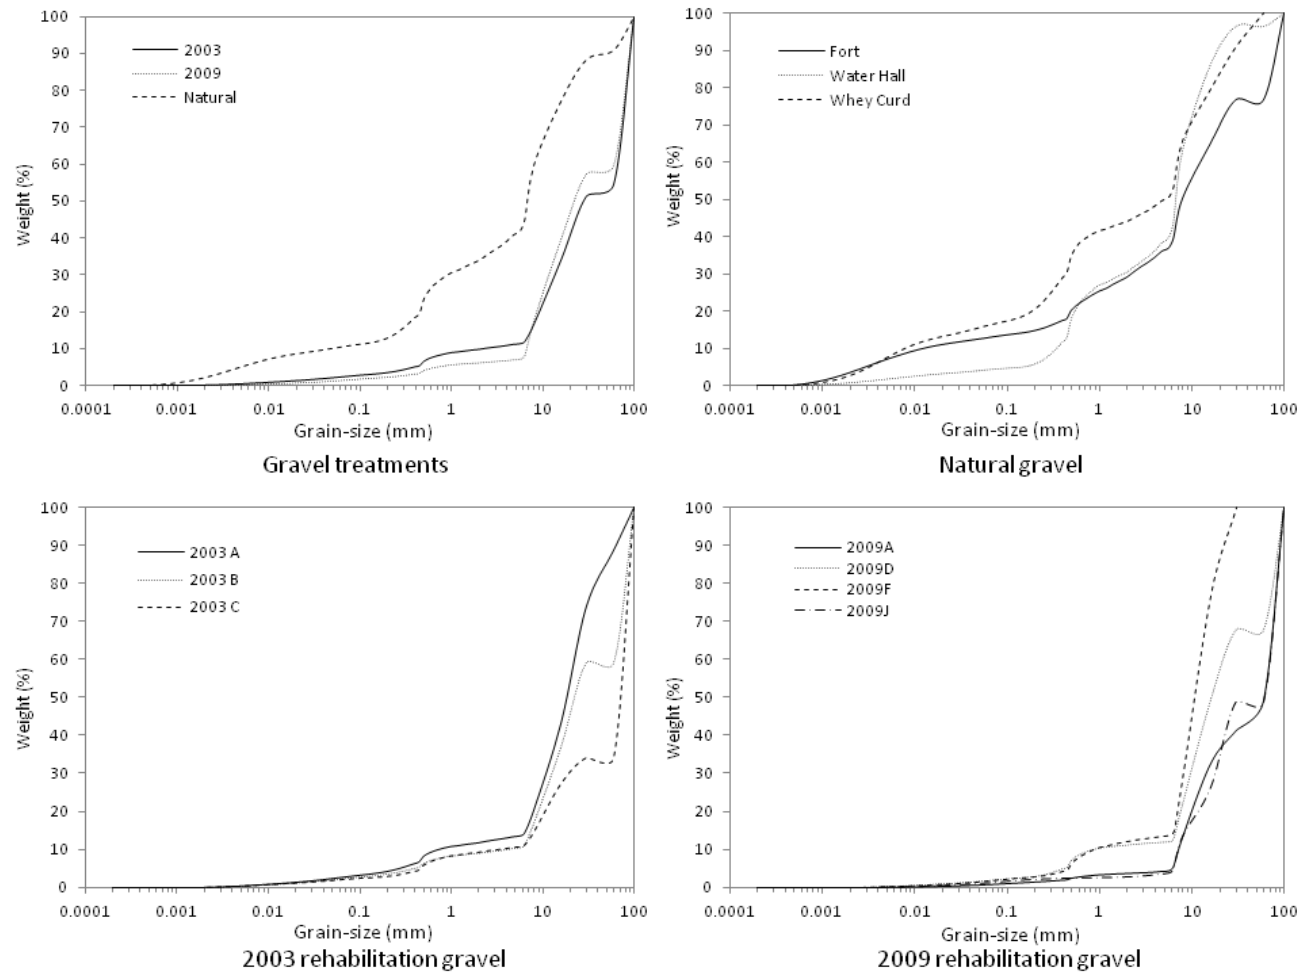 100
90
80
70
60
50
40
30
20
10
0
Weight (%)
2003
2009
Natural
0.0001 0.001 0.01 0.1 1 10 100
Grain-size (mm)
Gravel treatments
100
90
80
70
60
50
40
30
20
10
0
Weight (%)
Fort
Water Hall
Whey Curd
0.0001 0.001 0.01 0.1 1 10 100
Grain-size (mm)
Natural gravel
100
90
80
70
60
50
40
30
20
10
0
Weight (%)
2003 A
2003 B
2003 C
0.0001 0.001 0.01 0.1 1 10 100
Grain-size (mm)
2003 rehabilitation gravel
100
90
80
70
60
50
40
30
20
10
0
Weight (%)
2009A
2009D
2009F
2009J
0.0001 0.001 0.01 0.1 1 10 100
Grain-size (mm)
2009 rehabilitation gravel